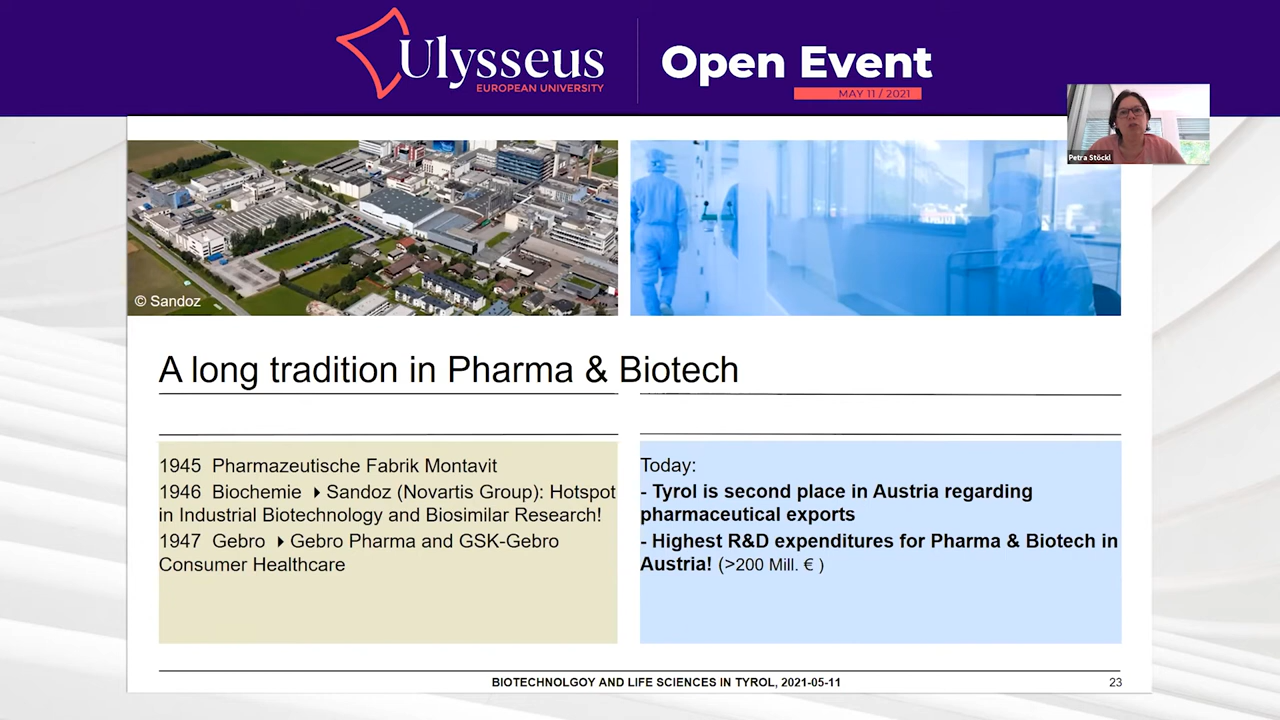 Ulysseus
EUROPEAN UNIVERSITY
Open Event
MAY 11 / 2021
Petra Stöckl
© Sandoz
A long tradition in Pharma & Biotech
1945 Pharmazeutische Fabrik Montavit
1946 Biochemie ▸ Sandoz (Novartis Group): Hotspot
in Industrial Biotechnology and Biosimilar Research!
1947 Gebro ▸ Gebro Pharma and GSK-Gebro
Consumer Healthcare
Today:
- Tyrol is second place in Austria regarding
pharmaceutical exports
- Highest R&D expenditures for Pharma & Biotech in
Austria! (>200 Mill. € )
BIOTECHNOLGOY AND LIFE SCIENCES IN TYROL, 2021-05-11
23